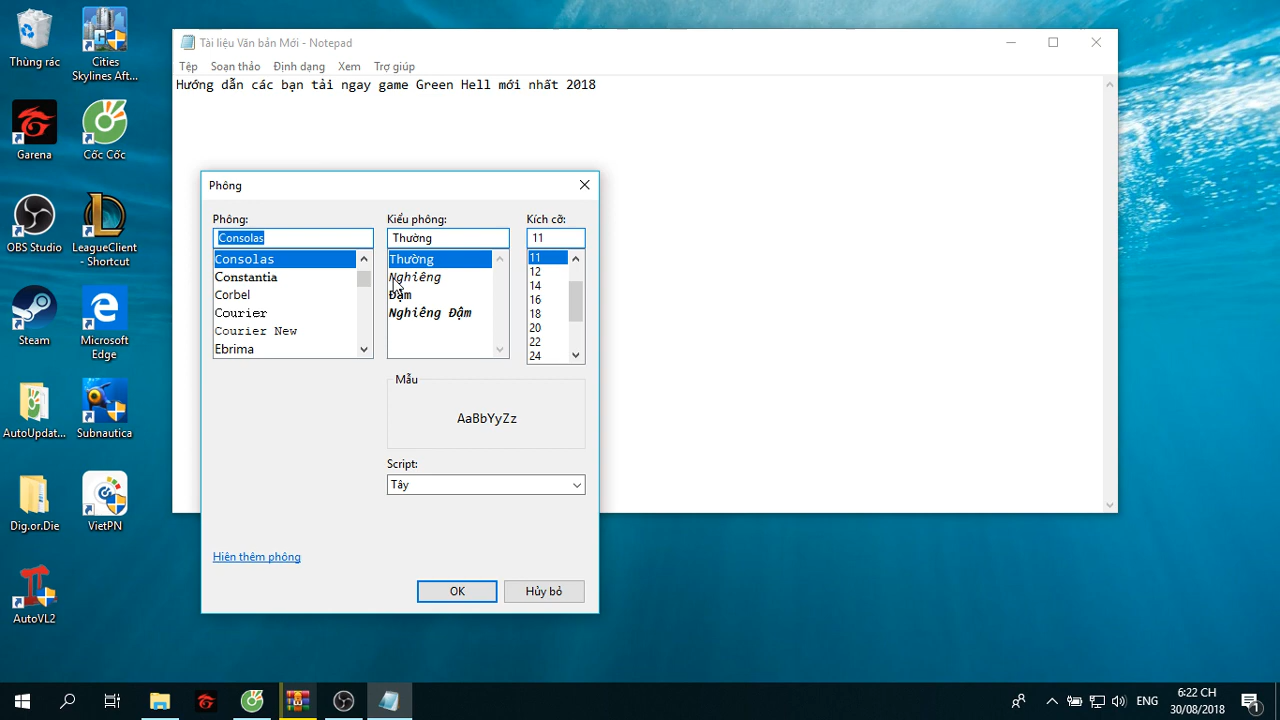 Thùng rác
Cities
Skylines Aft...
Garena
Cốc Cốc
OBS Studio
LeagueClient
- Shortcut
Steam
Microsoft
Edge
AutoUpdat...
Subnautica
Dig.or.Die
VietPN
AutoVL2
Tài liệu Văn bản Mới - Notepad
Tệp Soạn thảo Định dạng Xem Trợ giúp
Hướng dẫn các bạn tải ngay game Green Hell mới nhất 2018
Phông
Phông:
Consolas
Consolas
Constantia
Corbel
Courier
Courier New
Ebrima
Kiểu phông:
Thường
Thường
Nghiêng
Đậm
Nghiêng Đậm
Kích cỡ:
11
11
12
14
16
18
20
22
24
Mẫu
AaBbYyZz
Script:
Tây
Hiện thêm phông
OK
Hủy bỏ
ENG
6:22 CH
30/08/2018
1